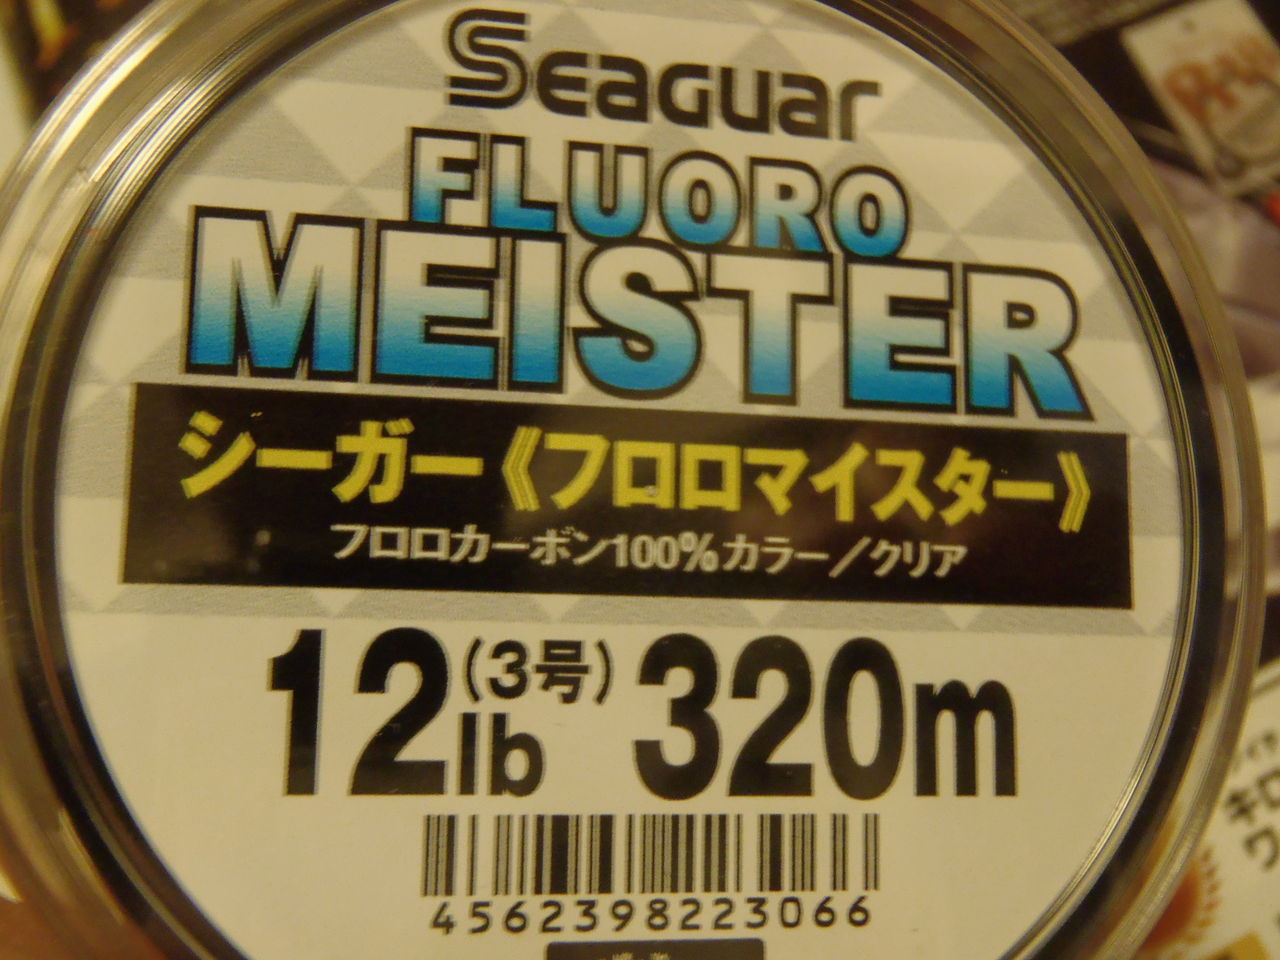 Seaguar
FLUORO
MEISTER
シーガー《フロロマイスター》
フロロカーボン100%カラー／クリア
12lb (3号) 320m
4562398223066